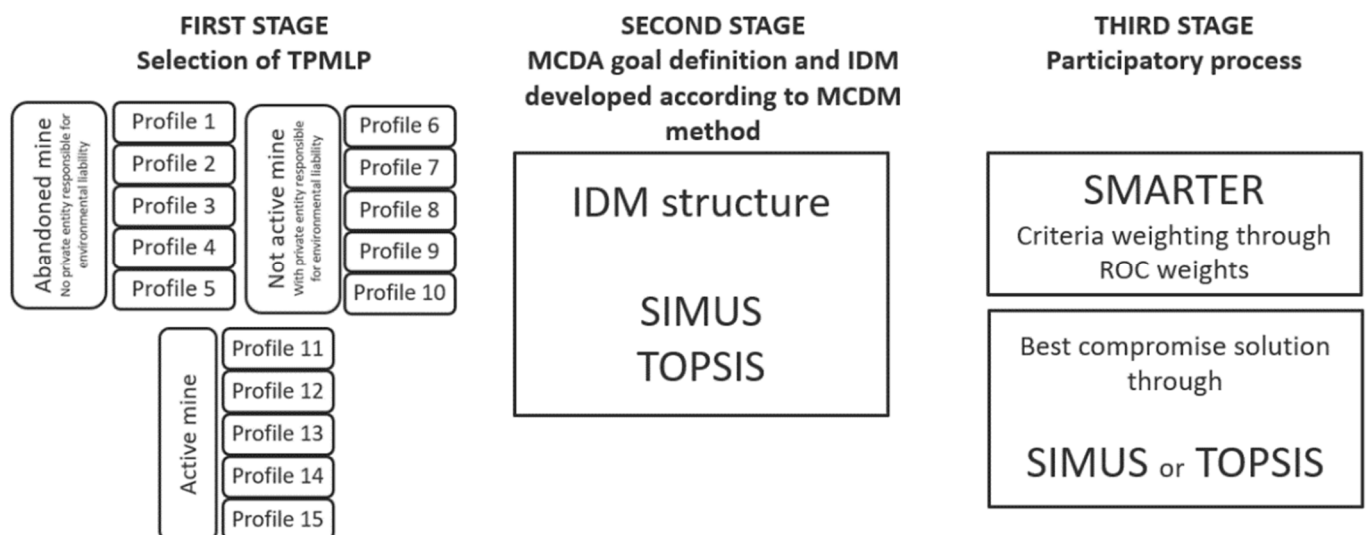 FIRST STAGE
Selection of TPMLP
Abandoned mine
No private entity responsible for
environmental liability
Profile 1
Profile 2
Profile 3
Profile 4
Profile 5
Not active mine
With private entity responsible
for environmental liability
Profile 6
Profile 7
Profile 8
Profile 9
Profile 10
Active mine
Profile 11
Profile 12
Profile 13
Profile 14
Profile 15
SECOND STAGE
MCDA goal definition and IDM
developed according to MCDM
method
IDM structure
SIMUS
TOPSIS
THIRD STAGE
Participatory process
SMARTER
Criteria weighting through
ROC weights
Best compromise solution
through
SIMUS or TOPSIS